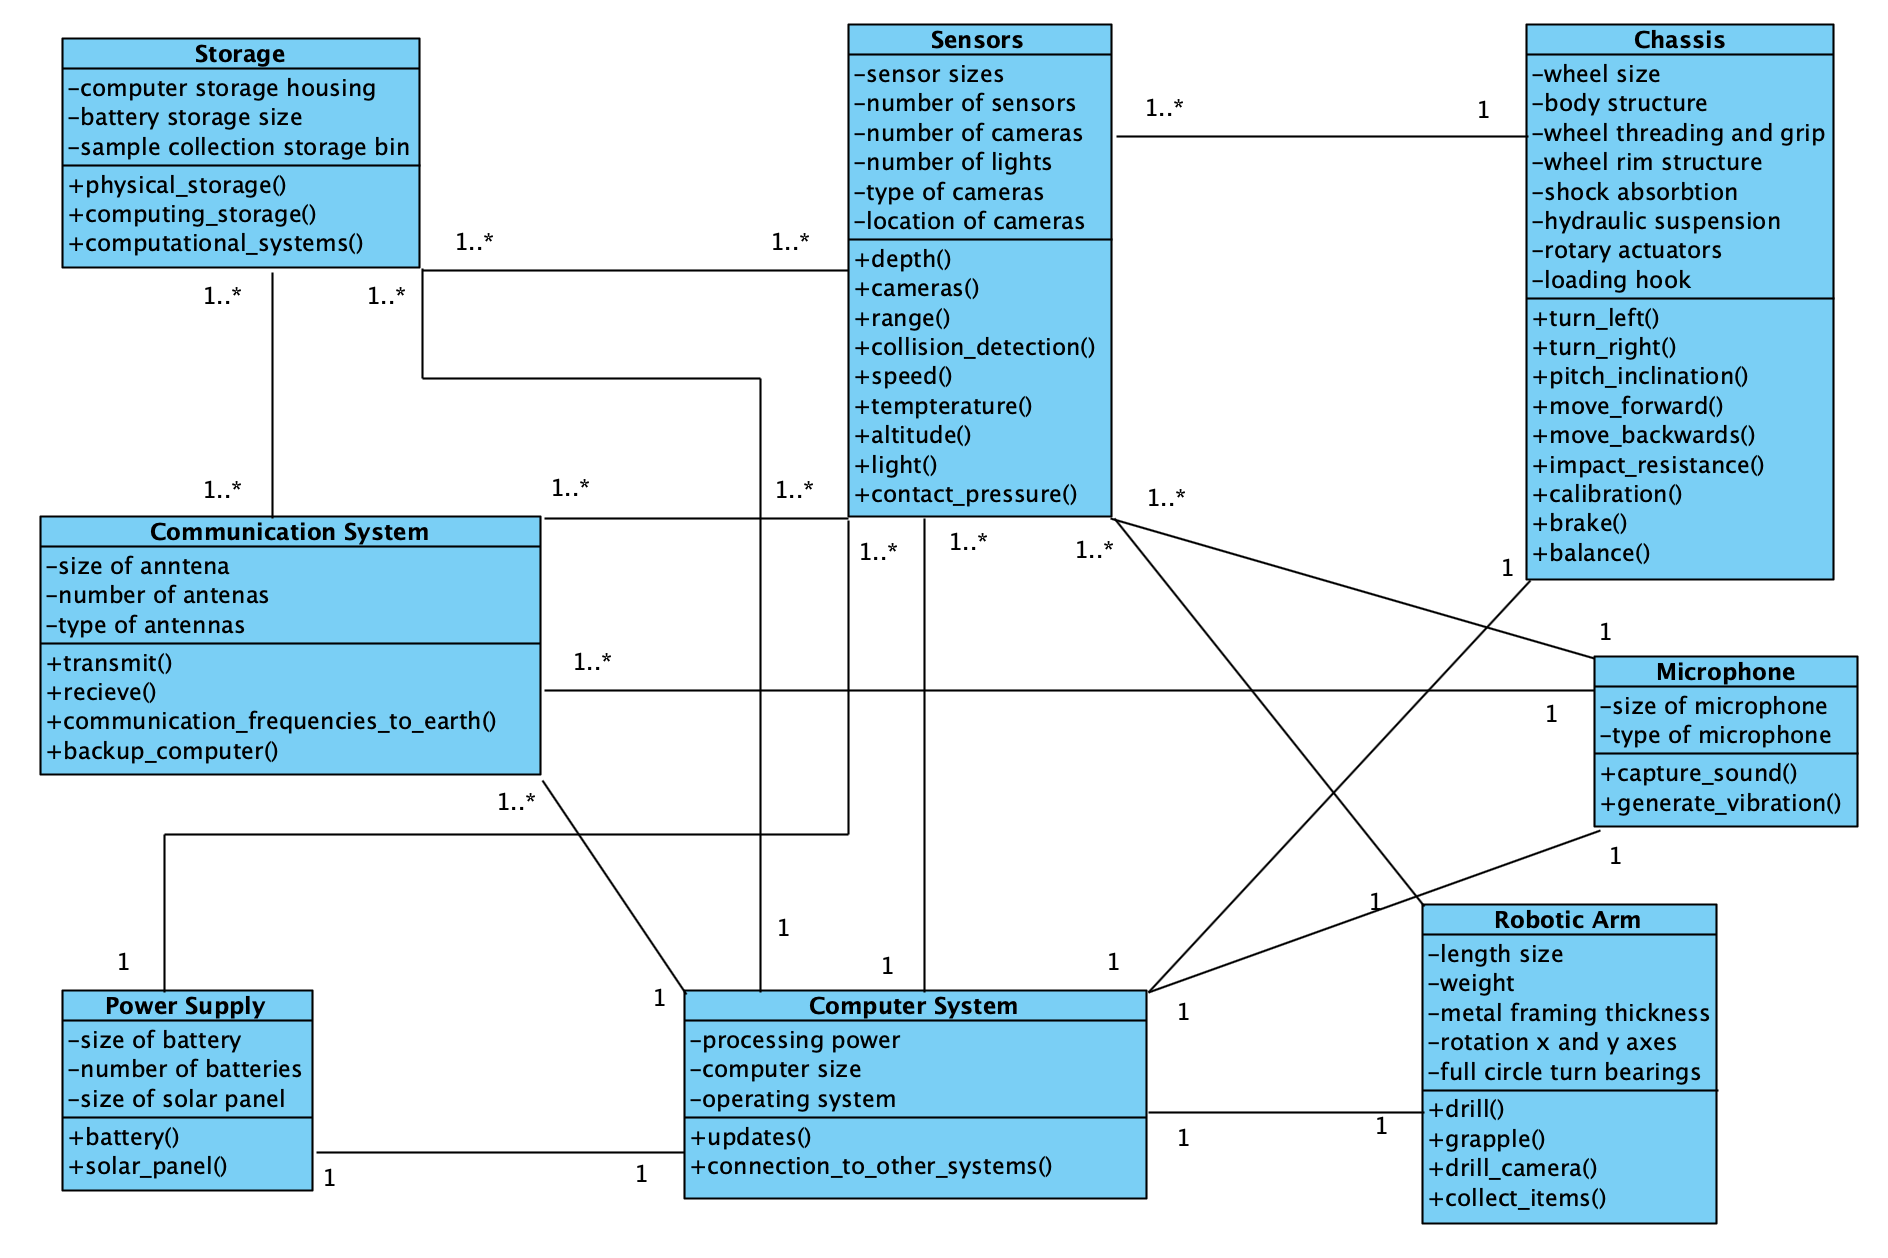 Storage
-computer storage housing
-battery storage size
-sample collection storage bin
+physical_storage()
+computing_storage()
+computational_systems()
1..*
1..*
1..*
1..*
Sensors
-sensor sizes
-number of sensors
-number of cameras
-number of lights
-type of cameras
-location of cameras
+depth()
+cameras()
+range()
+collision_detection()
+speed()
+tempterature()
+altitude()
+light()
+contact_pressure()
1..*
1
Chassis
-wheel size
-body structure
-wheel threading and grip
-wheel rim structure
-shock absorbtion
-hydraulic suspension
-rotary actuators
-loading hook
+turn_left()
+turn_right()
+pitch_inclination()
+move_forward()
+move_backwards()
+impact_resistance()
+calibration()
+brake()
+balance()
1..*
1..*
1..*
1..*
1..*
1..*
1..*
1
1
Communication System
-size of anntena
-number of antenas
-type of antennas
+transmit()
+recieve()
+communication_frequencies_to_earth()
+backup_computer()
1..*
1
1..*
Microphone
-size of microphone
-type of microphone
+capture_sound()
+generate_vibration()
1
1
1
1
1
1
1
1
Power Supply
-size of battery
-number of batteries
-size of solar panel
+battery()
+solar_panel()
1
1
Computer System
-processing power
-computer size
-operating system
+updates()
+connection_to_other_systems()
1
1
1
Robotic Arm
-length size
-weight
-metal framing thickness
-rotation x and y axes
-full circle turn bearings
+drill()
+grapple()
+drill_camera()
+collect_items()